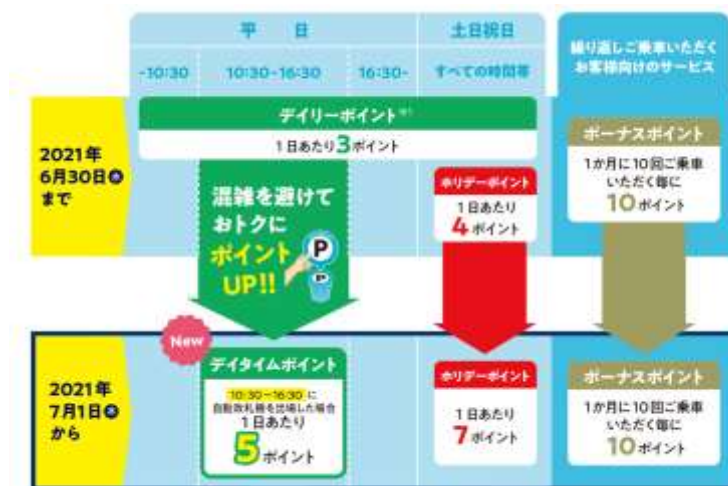 平 日
土日祝日
繰り返しご乗車いただく
お客様向けのサービス
-10:30
10:30-16:30
16:30-
すべての時間帯
2021年
6月30日㊌
まで
デイリーポイント※1
1日あたり3ポイント
混雑を避けて
おトクに
ポイント
UP!!
P
P
ホリデーポイント
1日あたり
4ポイント
ボーナスポイント
1か月に10回ご乗車
いただく毎に
10ポイント
New
2021年
7月1日㊍
から
デイタイムポイント
10:30-16:30に
自動改札機を出場した場合
1日あたり
5ポイント
ホリデーポイント
1日あたり
7ポイント
ボーナスポイント
1か月に10回ご乗車
いただく毎に
10ポイント